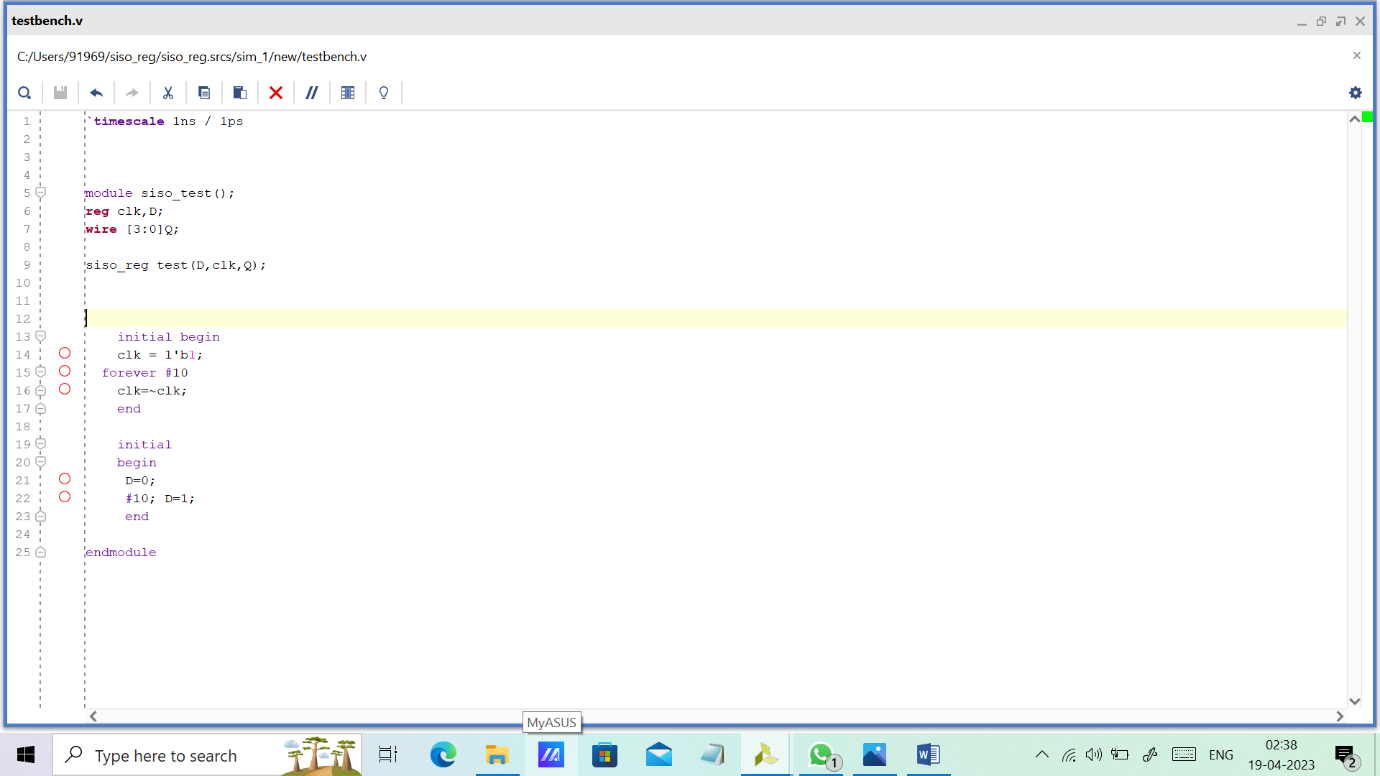 testbench.v
C:/Users/91969/siso_reg/siso_reg.srcs/sim_1/new/testbench.v
1 `timescale 1ns / 1ps
2
3
4
5 module siso_test();
6 reg clk,D;
7 wire [3:0]Q;
8
9 siso_reg test(D,clk,Q);
10
11
12
13 initial begin
14 clk = 1'b1;
15 forever #10
16 clk=~clk;
17 end
18
19 initial
20 begin
21 D=0;
22 #10; D=1;
23 end
24
25 endmodule
MyASUS
Type here to search
1
W
ENG
02:38
19-04-2023
2